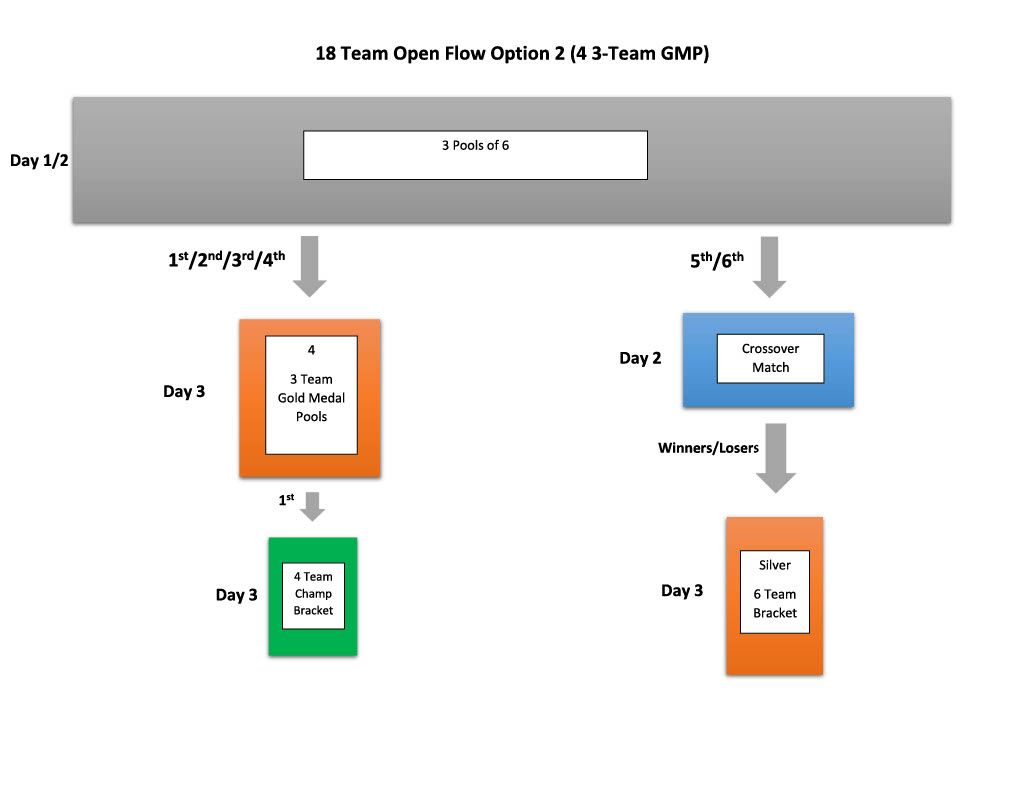 18 Team Open Flow Option 2 (4 3-Team GMP)
Day 1/2
3 Pools of 6
1st/2nd/3rd/4th
5th/6th
Day 3
4
3 Team
Gold Medal
Pools
Day 2
Crossover
Match
Winners/Losers
1st
Day 3
4 Team
Champ
Bracket
Day 3
Silver
6 Team
Bracket